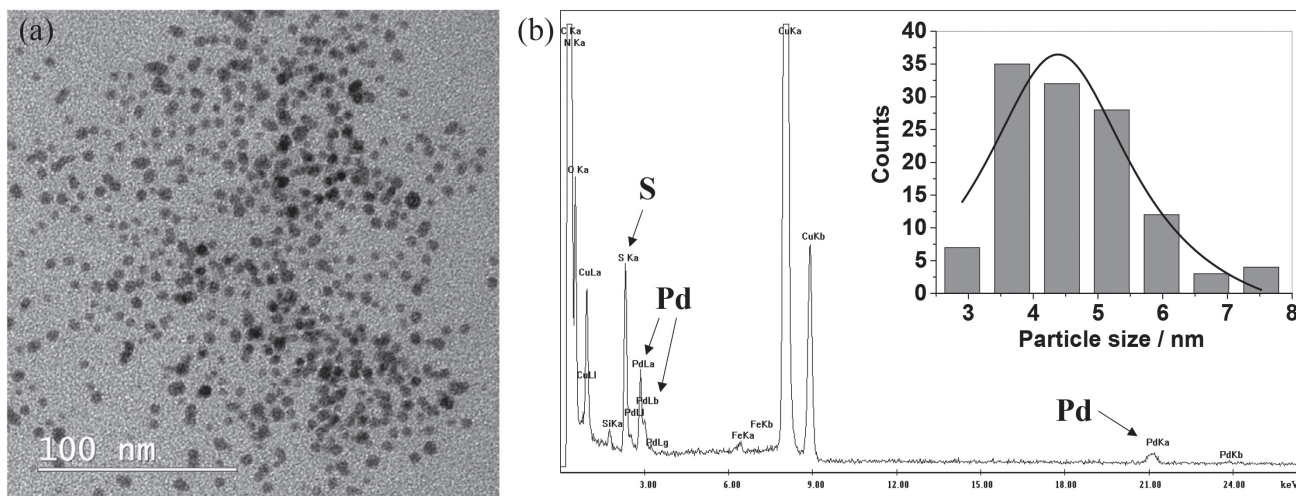 (a)
100 nm
(b)
C Ka
N Ka
O Ka
CuLa
CuLl
SiKa
S
S Ka
Pd
PdLa
PdLb
PdLl
PdLg
FeKa
FeKb
CuKa
CuKb
Pd
PdKa
PdKb
3.00 6.00 9.00 12.00 15.00 18.00 21.00 24.00 keV
Counts
40
35
30
25
20
15
10
5
0
3 4 5 6 7 8
Particle size / nm